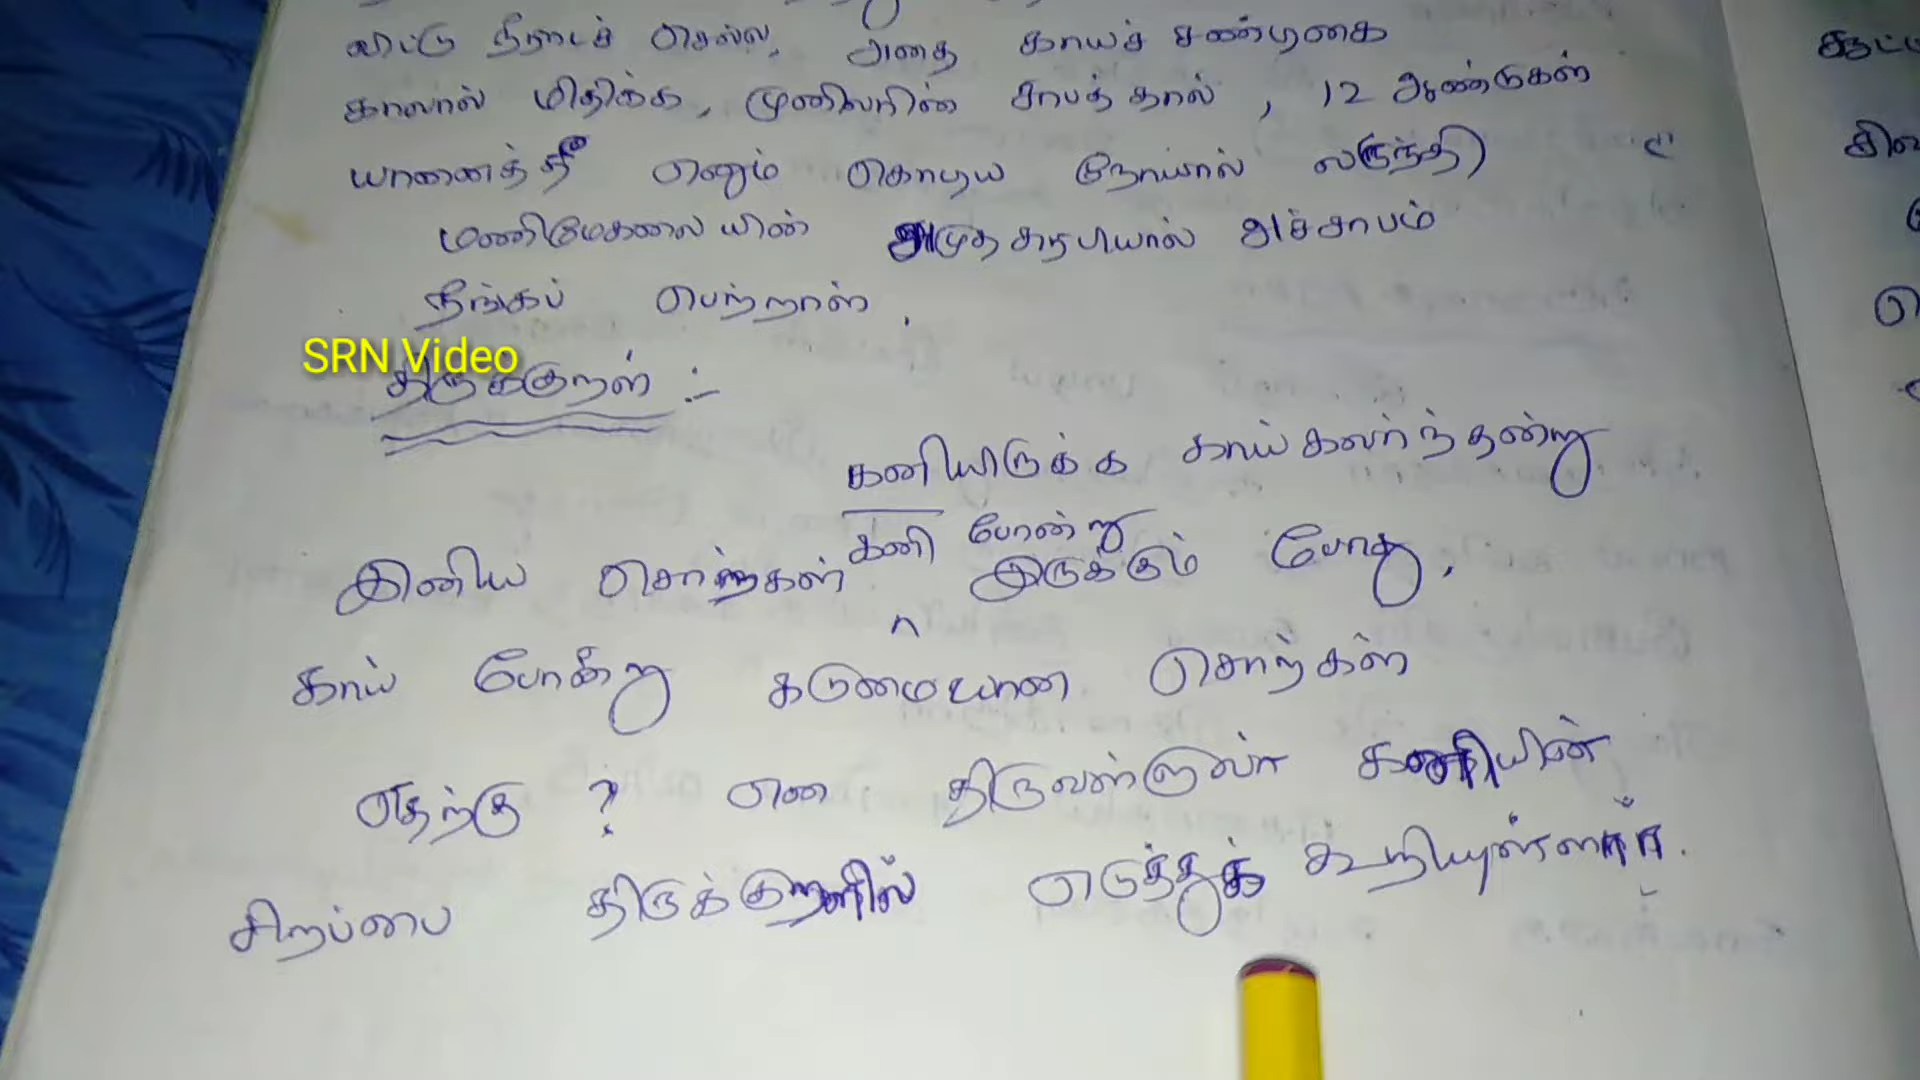 விட்டு நீராடச் செல்ல, அதை காயச் சண்டிகை
காலால் மிதிக்க, முனிவரின் சாபத்தால், 12 ஆண்டுகள்
யானைத்தீ எனும் கொடிய நோயால் வருந்தி
மணிமேகலையின் அமுதசுரபியால் அச்சாபம்
நீங்கப் பெற்றாள்.
SRN Video
திருக்குறள் :-
கனியிருக்க காய்கவர்ந்தன்று
கனி போன்று
இனிய சொற்கள் இருக்கும் போது,
காய் போன்று கடுமையான சொற்கள்
எதற்கு ? என திருவள்ளுவர் கனியின்
சிறப்பை திருக்குறளில் எடுத்துக் கூறியுள்ளார்.